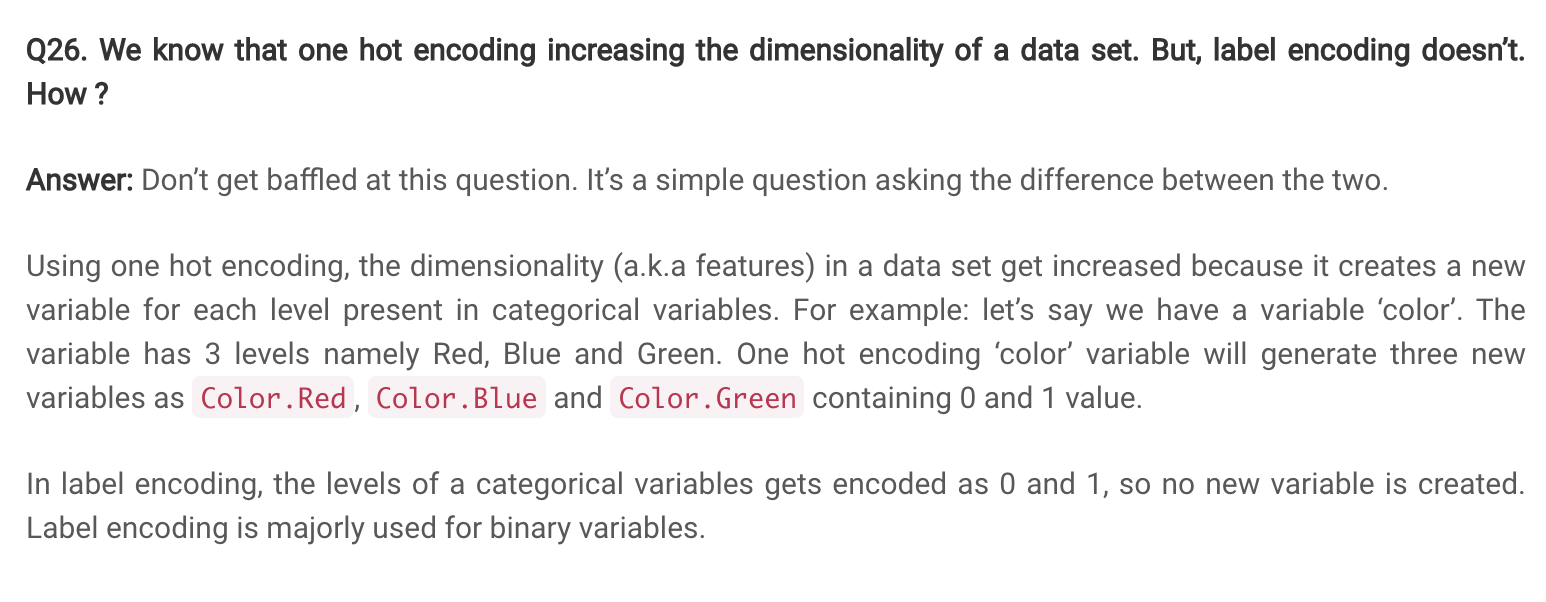 Q26. We know that one hot encoding increasing the dimensionality of a data set. But, label encoding doesn’t.
How ?
Answer: Don’t get baffled at this question. It’s a simple question asking the difference between the two.
Using one hot encoding, the dimensionality (a.k.a features) in a data set get increased because it creates a new
variable for each level present in categorical variables. For example: let’s say we have a variable ‘color’. The
variable has 3 levels namely Red, Blue and Green. One hot encoding ‘color’ variable will generate three new
variables as Color.Red, Color.Blue and Color.Green containing 0 and 1 value.
In label encoding, the levels of a categorical variables gets encoded as 0 and 1, so no new variable is created.
Label encoding is majorly used for binary variables.